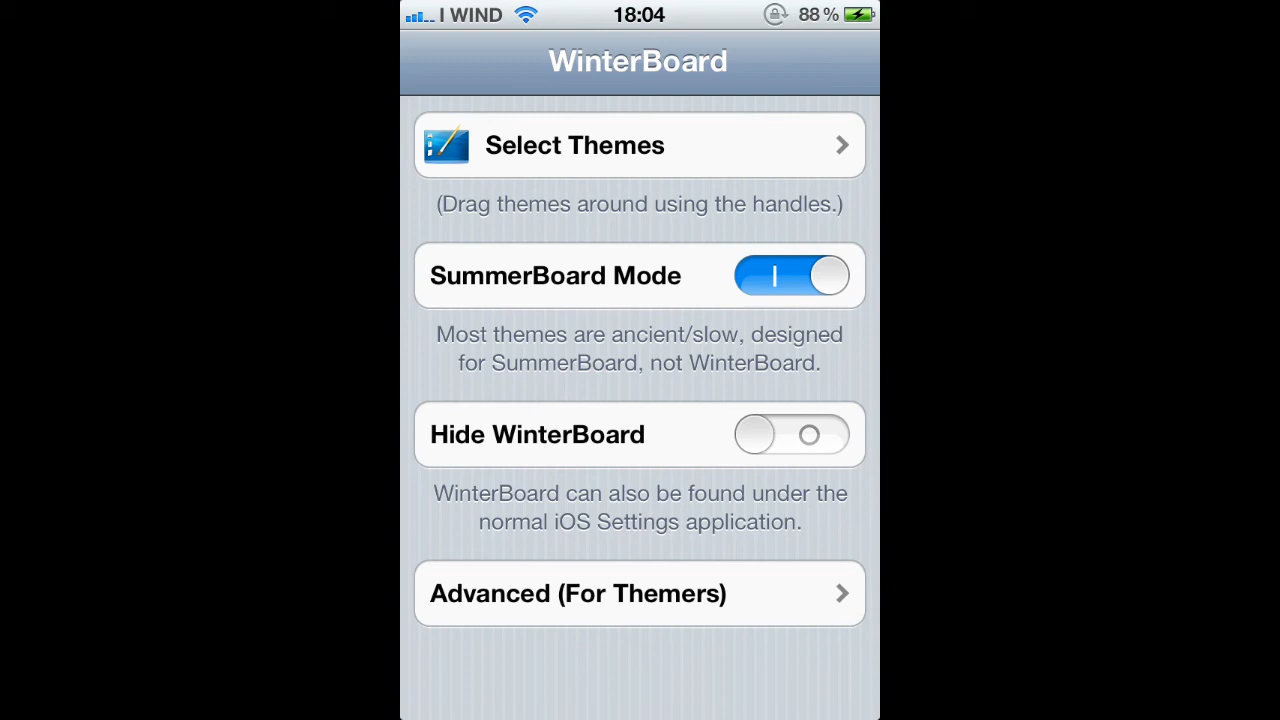 I WIND 18:04 88 %
WinterBoard
Select Themes
(Drag themes around using the handles.)
SummerBoard Mode
Most themes are ancient/slow, designed
for SummerBoard, not WinterBoard.
Hide WinterBoard
WinterBoard can also be found under the
normal iOS Settings application.
Advanced (For Themers)